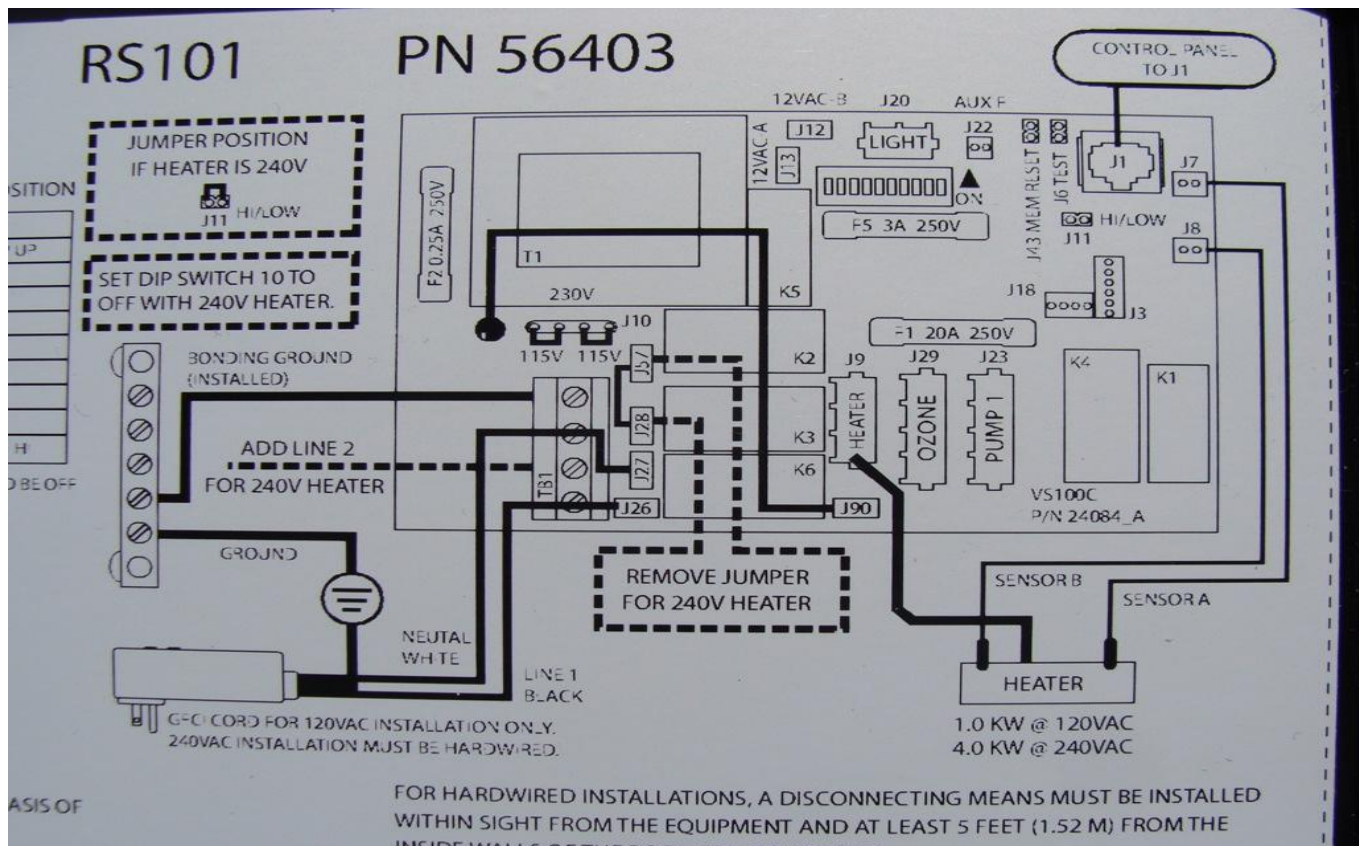 RS101
PN 56403
CONTROL PANEL
TO J1
JUMPER POSITION
IF HEATER IS 240V
J11 HI/LOW
SET DIP SWITCH 10 TO
OFF WITH 240V HEATER.
SITION
UP
H
D BE OFF
12VAC-B
J20
AUX F
12VAC A
J12
J13
LIGHT
J22
ON
F5 3A 250V
J43 MEM RESET
J6 TEST
J1
J7
HI/LOW
J11
J8
J18
J3
F2 0.25A 250V
T1
K5
230V
J10
115V 115V
F1 20A 250V
J57
K2
J9
J29
J23
K4
K1
HEATER
OZONE
PUMP 1
J28
K3
J27
K6
TB1
J26
J90
VS100C
P/N 24084_A
BONDING GROUND
(INSTALLED)
ADD LINE 2
FOR 240V HEATER
GROUND
REMOVE JUMPER
FOR 240V HEATER
SENSOR B
SENSOR A
NEUTAL
WHITE
LINE 1
BLACK
HEATER
GFCI CORD FOR 120VAC INSTALLATION ONLY.
240VAC INSTALLATION MUST BE HARDWIRED.
1.0 KW @ 120VAC
4.0 KW @ 240VAC
ASIS OF
FOR HARDWIRED INSTALLATIONS, A DISCONNECTING MEANS MUST BE INSTALLED
WITHIN SIGHT FROM THE EQUIPMENT AND AT LEAST 5 FEET (1.52 M) FROM THE